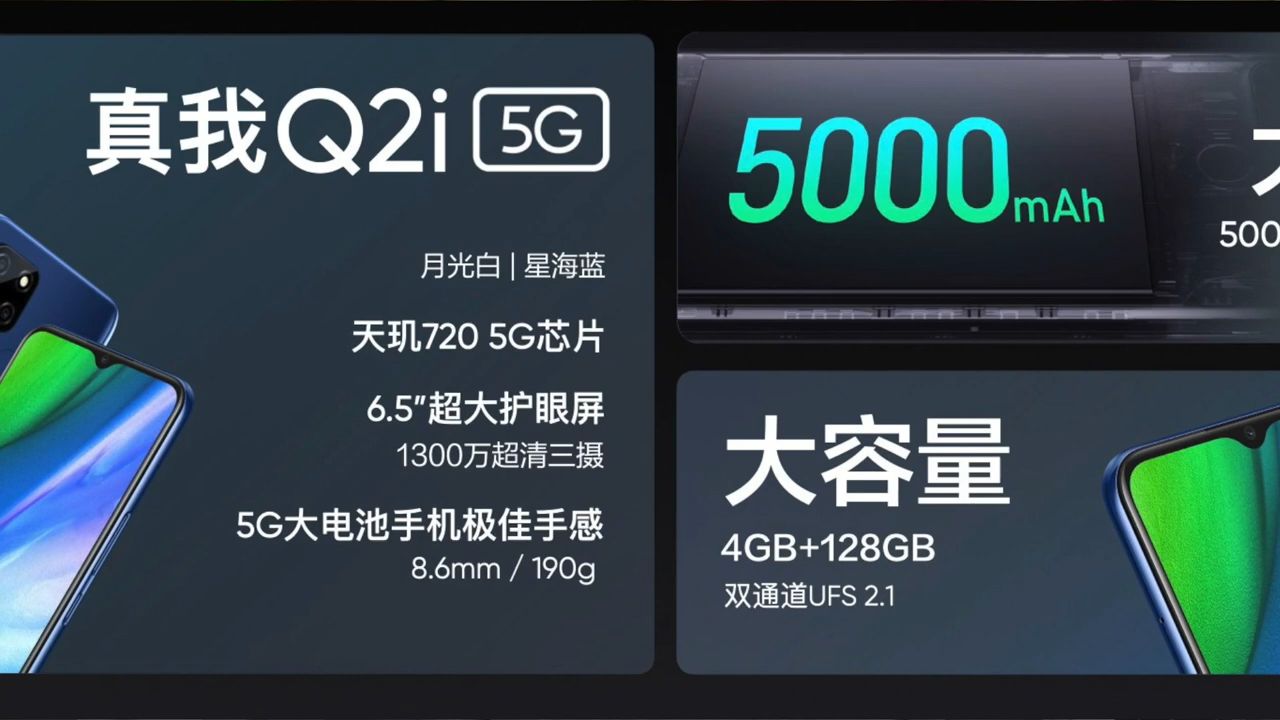 真我Q2i 5G
月光白 | 星海蓝
天玑720 5G芯片
6.5″超大护眼屏
1300万超清三摄
5G大电池手机极佳手感
8.6mm / 190g
5000mAh
500
大容量
4GB+128GB
双通道UFS 2.1